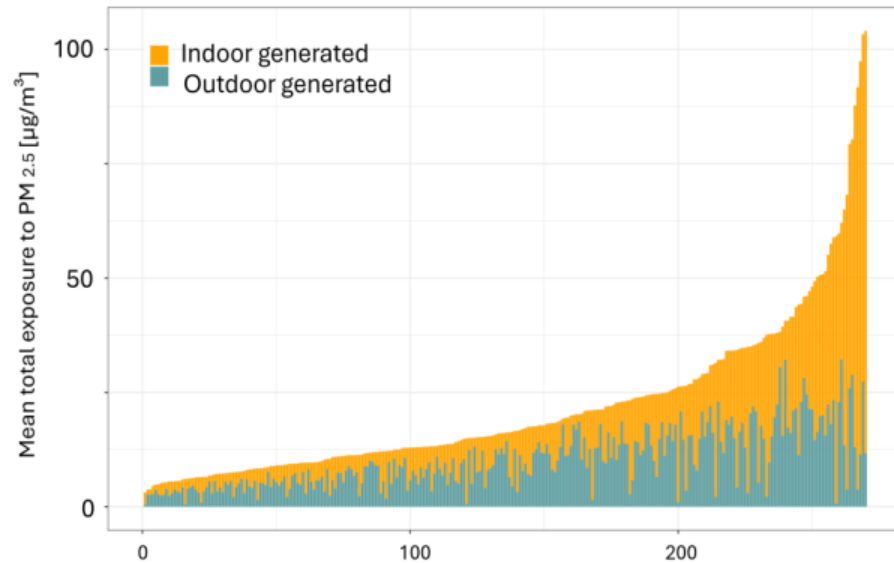 Mean total exposure to PM 2.5 [µg/m³]
100
50
0
Indoor generated
Outdoor generated
0
100
200